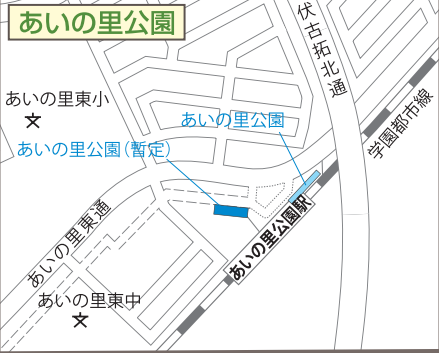 あいの里公園
伏古拓北通
学園都市線
あいの里東小
文
あいの里公園
あいの里公園(暫定)
あいの里東通
あいの里公園駅
あいの里東中
文